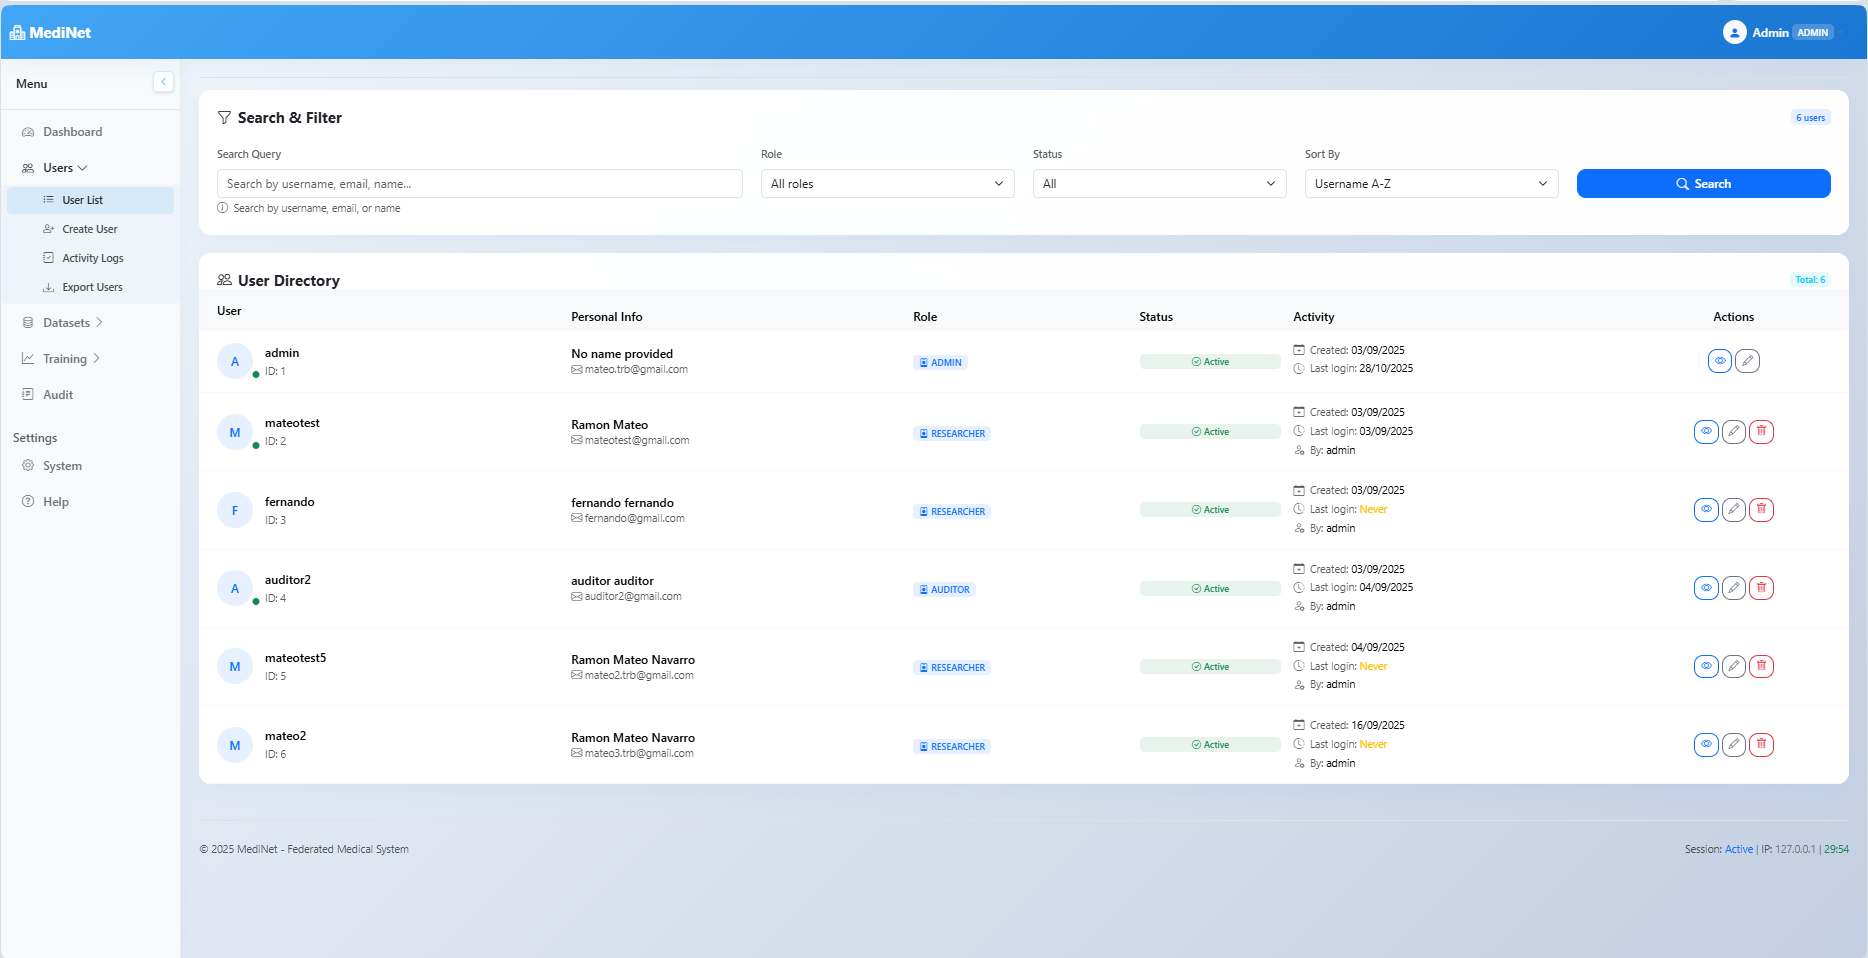 MediNet
Admin ADMIN
Menu
Dashboard
Users
User List
Create User
Activity Logs
Export Users
Datasets
Training
Audit
Settings
System
Help
Search & Filter
6 users
Search Query
Role
Status
Sort By
Search by username, email, name...
All roles
All
Username A-Z
Search
Search by username, email, or name
User Directory
Total: 6
User
Personal Info
Role
Status
Activity
Actions
A
admin
ID: 1
No name provided
mateo.trb@gmail.com
ADMIN
Active
Created: 03/09/2025
Last login: 28/10/2025
M
mateotest
ID: 2
Ramon Mateo
mateotest@gmail.com
RESEARCHER
Active
Created: 03/09/2025
Last login: 03/09/2025
By: admin
F
fernando
ID: 3
fernando fernando
fernando@gmail.com
RESEARCHER
Active
Created: 03/09/2025
Last login: Never
By: admin
A
auditor2
ID: 4
auditor auditor
auditor2@gmail.com
AUDITOR
Active
Created: 03/09/2025
Last login: 04/09/2025
By: admin
M
mateotest5
ID: 5
Ramon Mateo Navarro
mateo2.trb@gmail.com
RESEARCHER
Active
Created: 04/09/2025
Last login: Never
By: admin
M
mateo2
ID: 6
Ramon Mateo Navarro
mateo3.trb@gmail.com
RESEARCHER
Active
Created: 16/09/2025
Last login: Never
By: admin
© 2025 MediNet - Federated Medical System
Session: Active | IP: 127.0.0.1 | 29:54